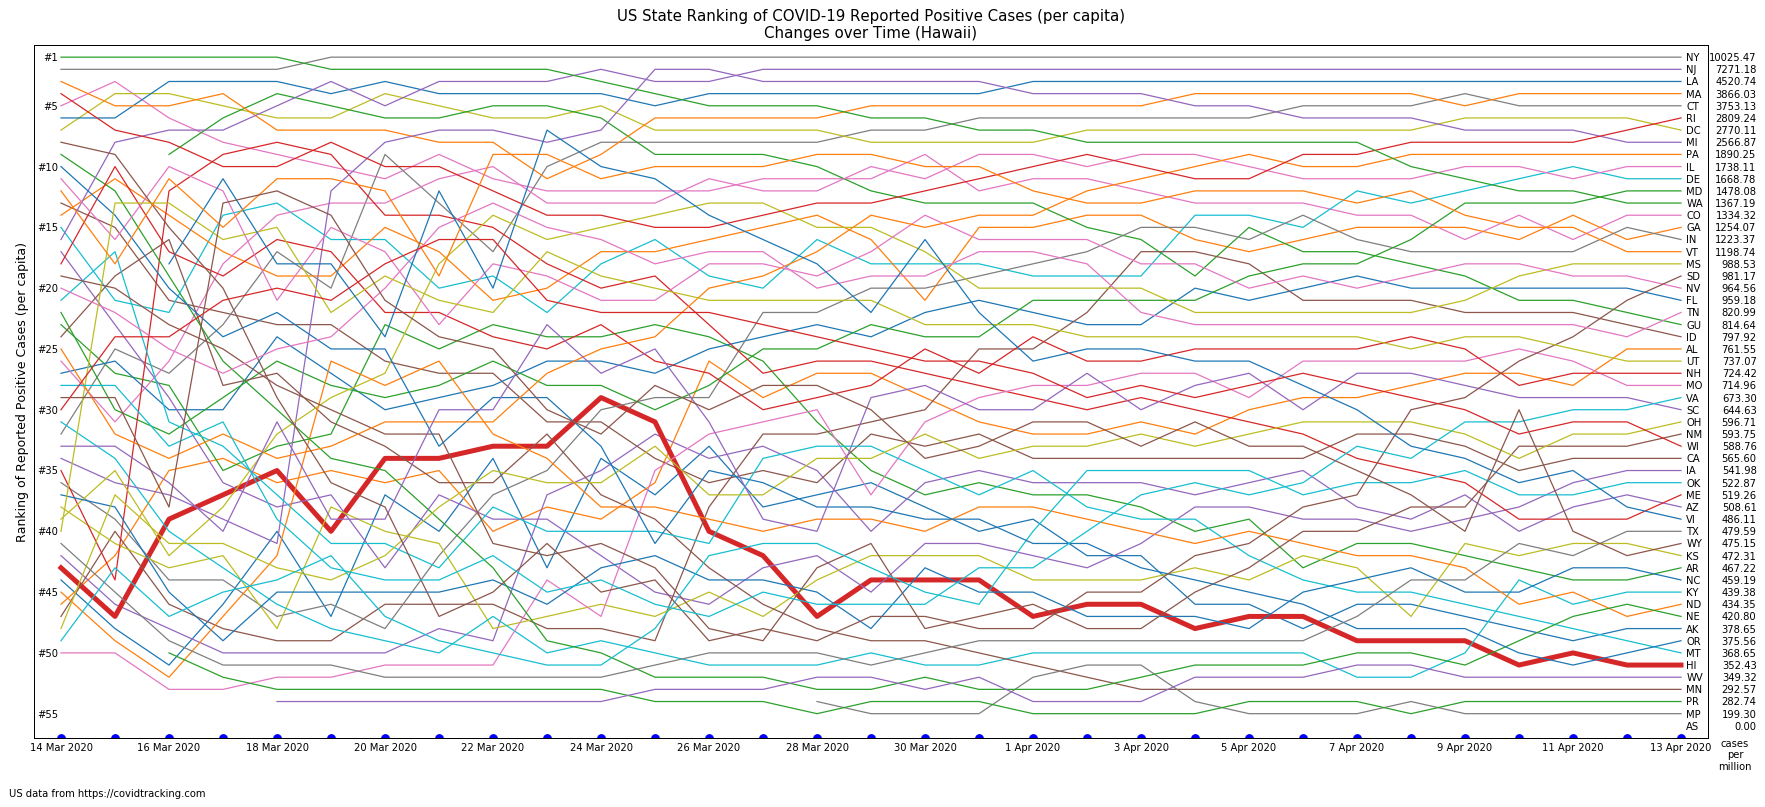 US State Ranking of COVID-19 Reported Positive Cases (per capita)
Changes over Time (Hawaii)
Ranking of Reported Positive Cases (per capita)
#1
#5
#10
#15
#20
#25
#30
#35
#40
#45
#50
#55
NY 10025.47
NJ 7271.18
LA 4520.74
MA 3866.03
CT 3753.13
RI 2809.24
DC 2770.11
MI 2566.87
PA 1890.25
IL 1738.11
DE 1668.78
MD 1478.08
WA 1367.19
CO 1334.32
GA 1254.07
IN 1223.37
VT 1198.74
MS 988.53
SD 981.17
NV 964.56
FL 959.18
TN 820.99
GU 814.64
ID 797.92
AL 761.55
UT 737.07
NH 724.42
MO 714.96
VA 673.30
SC 644.63
OH 596.71
NM 593.75
WI 588.76
CA 565.60
IA 541.98
OK 522.87
ME 519.26
AZ 508.61
VI 486.11
TX 479.59
WY 475.15
KS 472.31
AR 467.22
NC 459.19
KY 439.38
ND 434.35
NE 420.80
AK 378.65
OR 375.56
MT 368.65
HI 352.43
WV 349.32
MN 292.57
PR 282.74
MP 199.30
AS 0.00
14 Mar 2020
16 Mar 2020
18 Mar 2020
20 Mar 2020
22 Mar 2020
24 Mar 2020
26 Mar 2020
28 Mar 2020
30 Mar 2020
1 Apr 2020
3 Apr 2020
5 Apr 2020
7 Apr 2020
9 Apr 2020
11 Apr 2020
13 Apr 2020
cases
per
million
US data from https://covidtracking.com